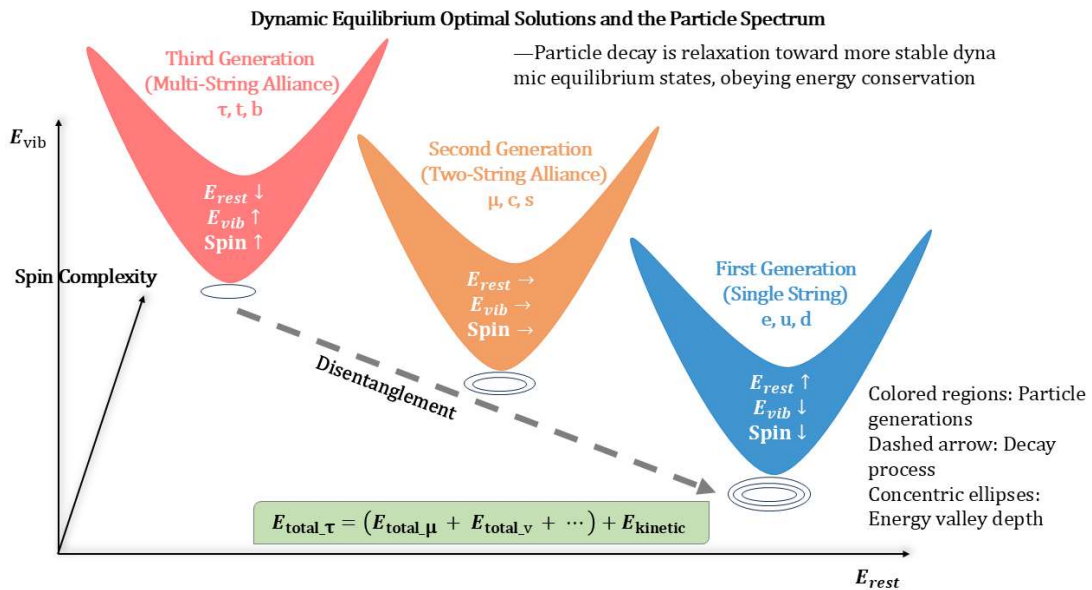 Dynamic Equilibrium Optimal Solutions and the Particle Spectrum
—Particle decay is relaxation toward more stable dyna
mic equilibrium states, obeying energy conservation
Third Generation
(Multi-String Alliance)
τ, t, b
E_vib
Second Generation
(Two-String Alliance)
μ, c, s
E_rest ↓
E_vib ↑
Spin ↑
Spin Complexity
First Generation
(Single String)
e, u, d
E_rest →
E_vib →
Spin →
Disentanglement
E_rest ↑
E_vib ↓
Spin ↓
Colored regions: Particle
generations
Dashed arrow: Decay
process
Concentric ellipses:
Energy valley depth
E_total_τ = (E_total_μ + E_total_ν + ⋯) + E_kinetic
E_rest